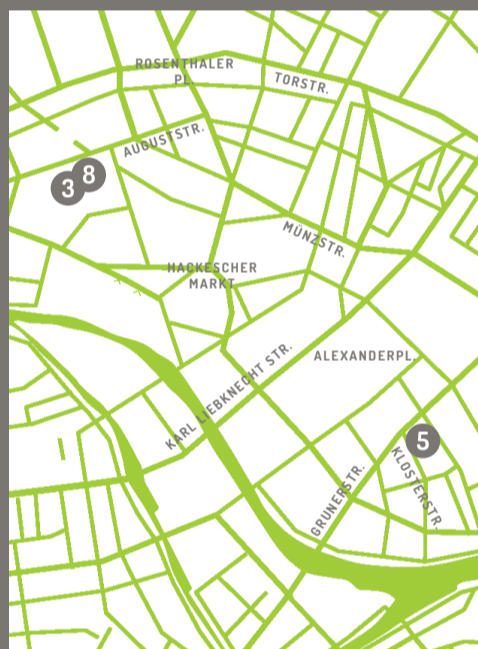 ROSENTHALER
PL.
TORSTR.
AUGUSTSTR.
8
3
MÜNZSTR.
HACKESCHER
MARKT
ALEXANDERPL.
KARL LIEBKNECHT STR.
5
KLOSTERSTR.
GRUNERSTR.